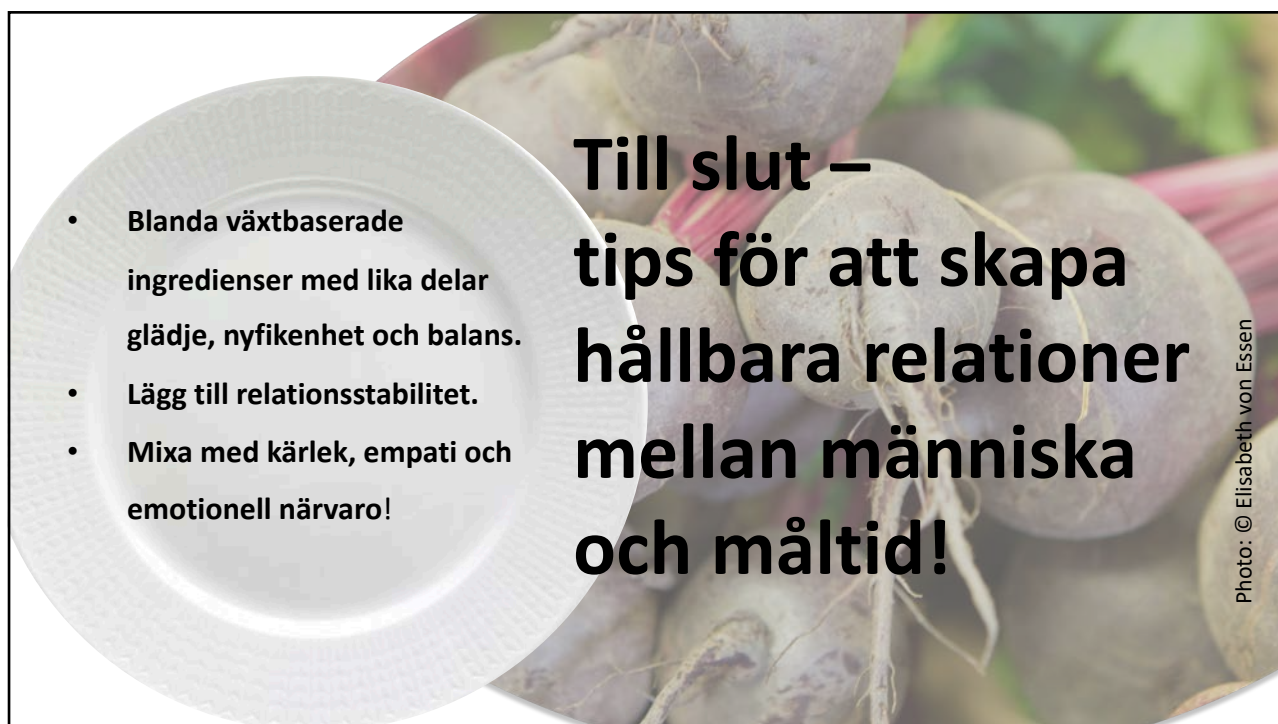 Till slut –
tips för att skapa
hållbara relationer
mellan människa
och måltid!
• Blanda växtbaserade
ingredienser med lika delar
glädje, nyfikenhet och balans.
• Lägg till relationsstabilitet.
• Mixa med kärlek, empati och
emotionell närvaro!
Photo: © Elisabeth von Essen